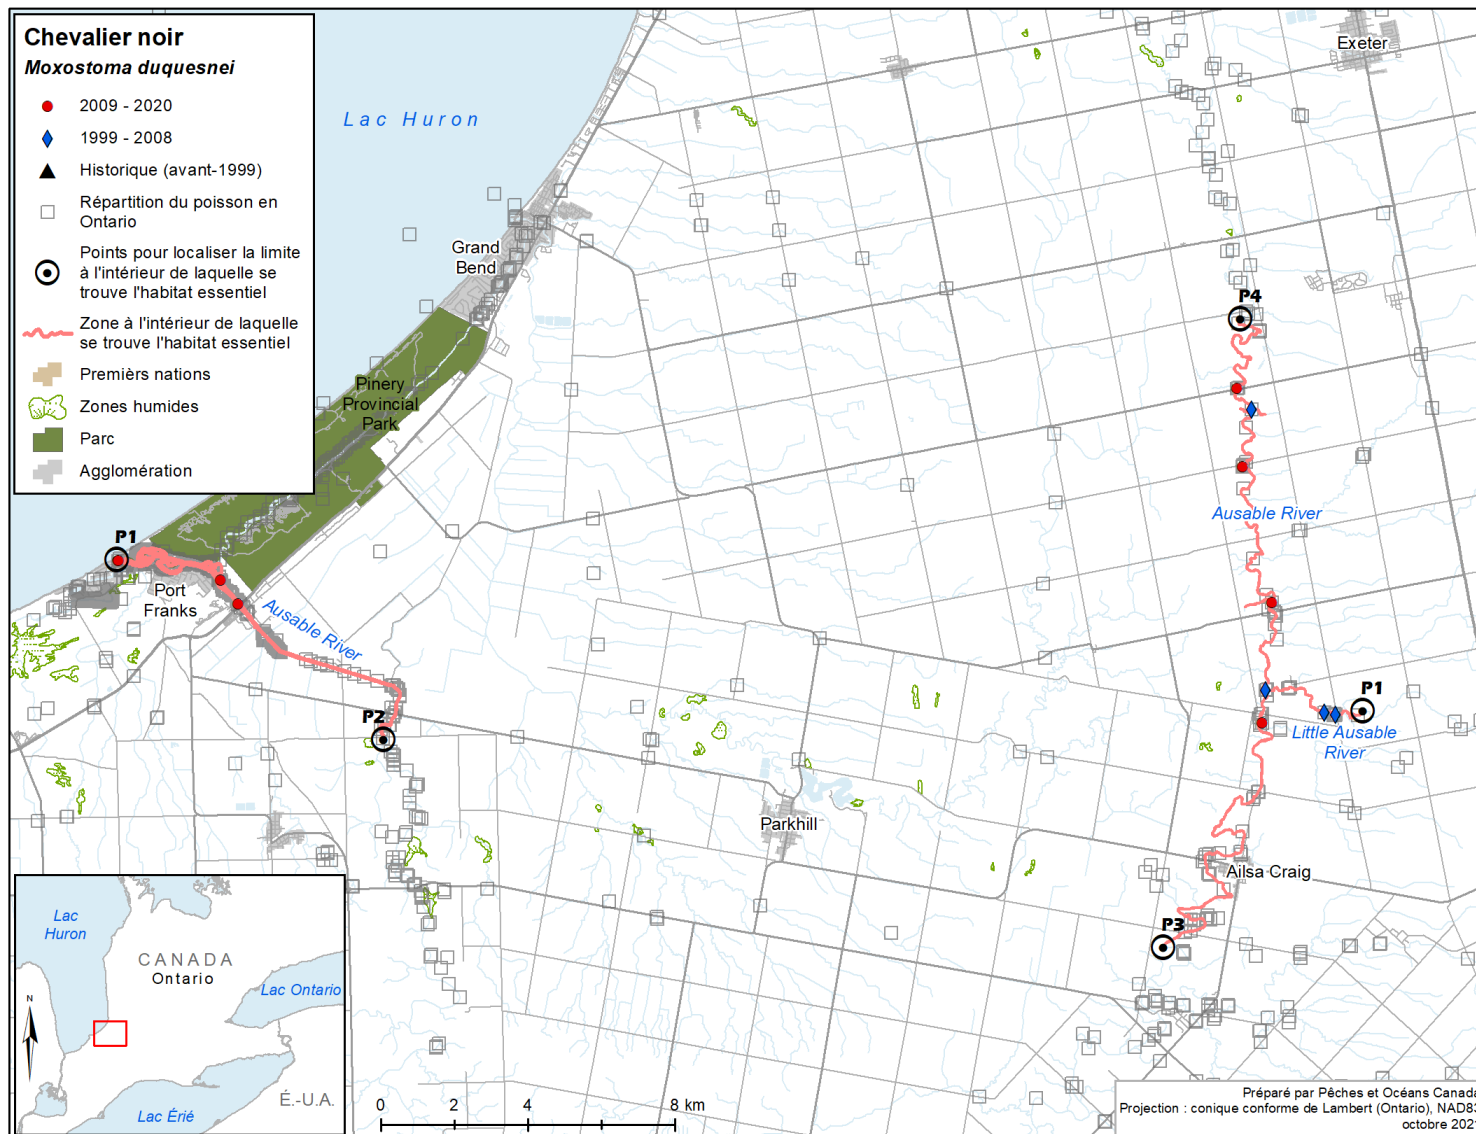 Chevalier noir
Moxostoma duquesnei
2009 - 2020
1999 - 2008
Historique (avant-1999)
Répartition du poisson en
Ontario
Points pour localiser la limite
à l'intérieur de laquelle se
trouve l'habitat essentiel
Zone à l'intérieur de laquelle
se trouve l'habitat essentiel
Premièrs nations
Zones humides
Parc
Agglomération
Lac Huron
Exeter
Grand
Bend
Pinery
Provincial
Park
P4
Ausable River
P1
Port
Franks
Ausable River
P2
P1
Little Ausable
River
Parkhill
Ailsa Craig
P3
Lac
Huron
CANADA
Ontario
Lac Ontario
N
É.-U.A.
Lac Érié
0 2 4 8 km
Préparé par Pêches et Océans Canada
Projection : conique conforme de Lambert (Ontario), NAD83
octobre 2021